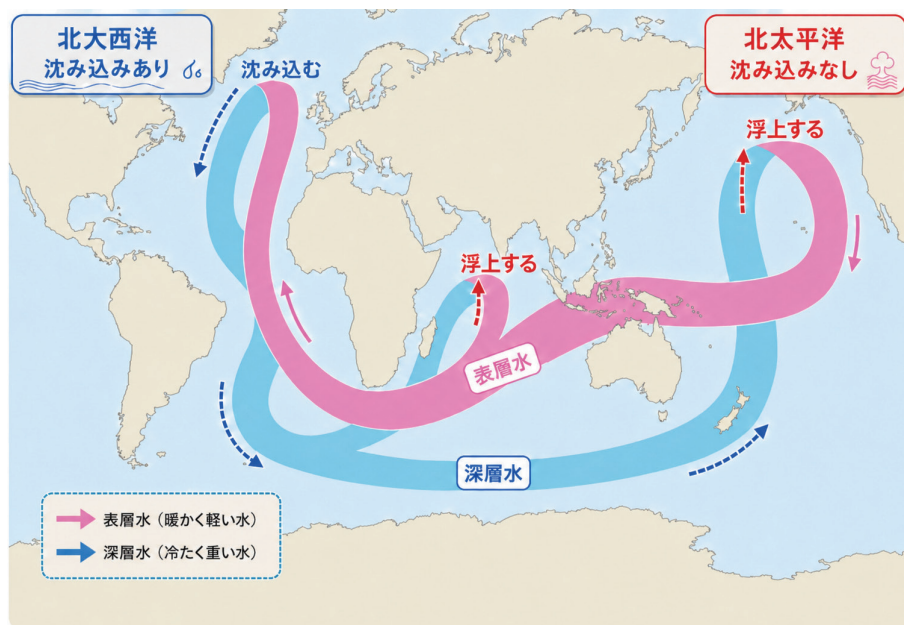 北大西洋
沈み込みあり
沈み込む
北太平洋
沈み込みなし
浮上する
浮上する
表層水
深層水
表層水（暖かく軽い水）
深層水（冷たく重い水）